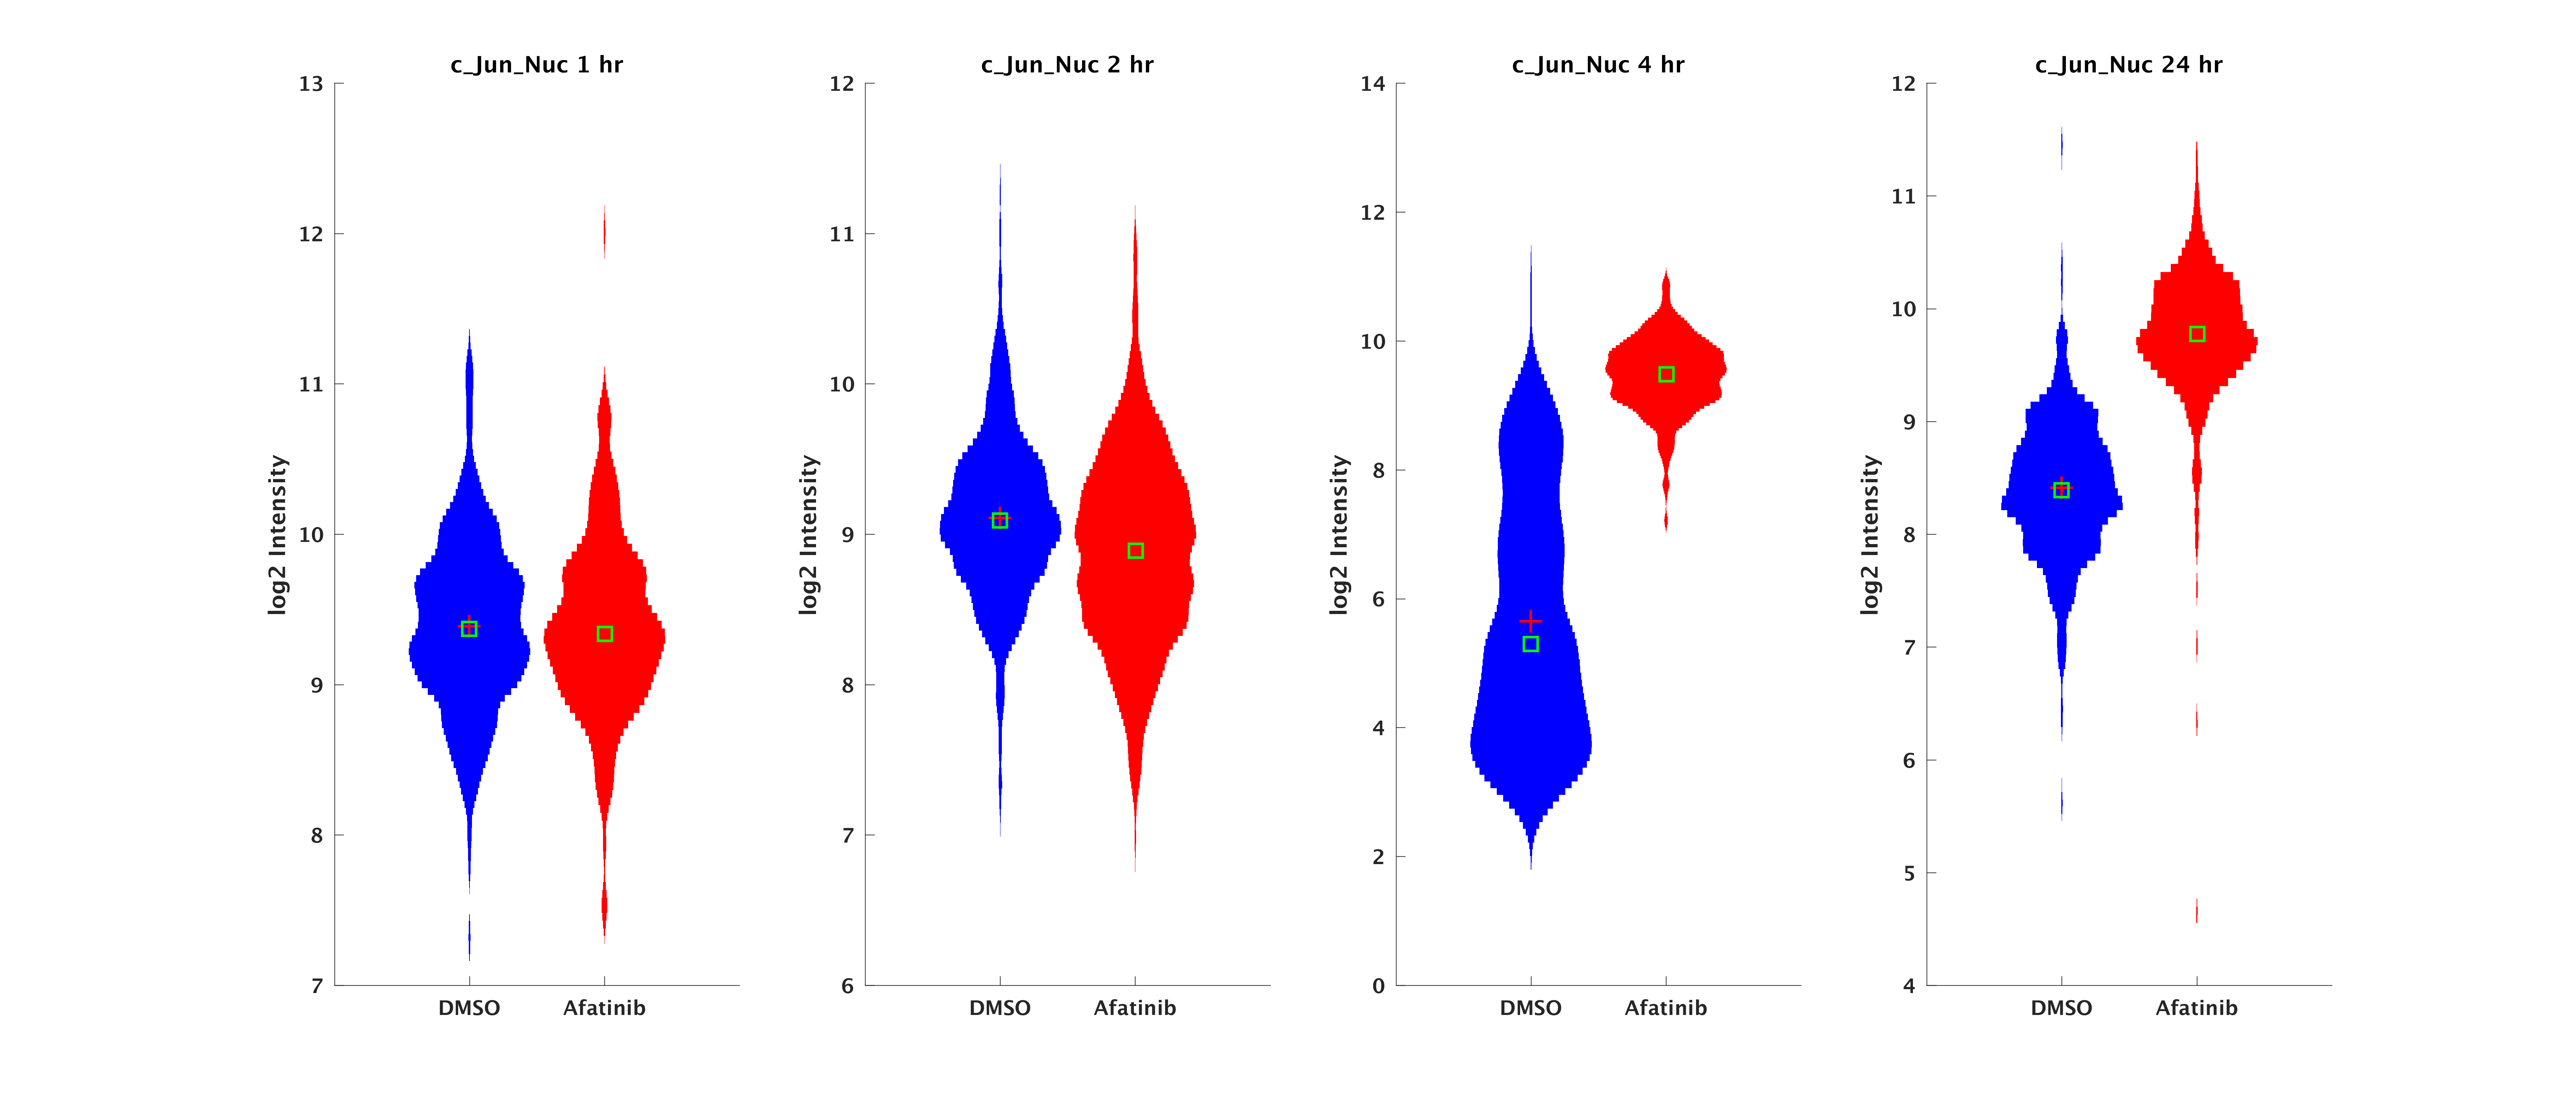 c_Jun_Nuc 1 hr
log2 Intensity
13
12
11
10
9
8
7
DMSO Afatinib
c_Jun_Nuc 2 hr
log2 Intensity
12
11
10
9
8
7
6
DMSO Afatinib
c_Jun_Nuc 4 hr
log2 Intensity
14
12
10
8
6
4
2
0
DMSO Afatinib
c_Jun_Nuc 24 hr
log2 Intensity
12
11
10
9
8
7
6
5
4
DMSO Afatinib